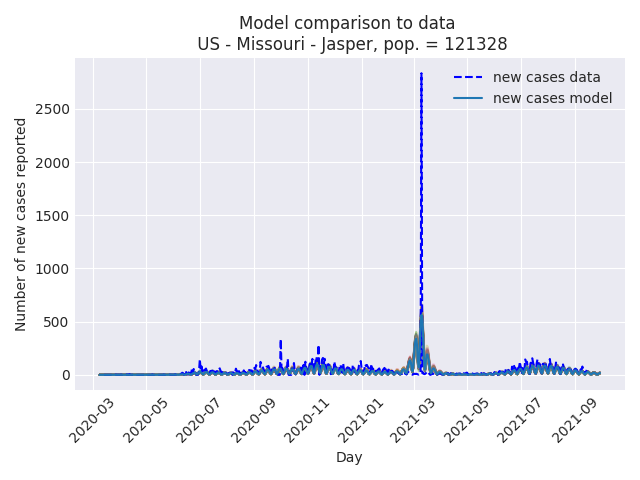 Model comparison to data
US - Missouri - Jasper, pop. = 121328
new cases data
new cases model
Number of new cases reported
2500
2000
1500
1000
500
0
2020-03
2020-05
2020-07
2020-09
2020-11
2021-01
2021-03
2021-05
2021-07
2021-09
Day